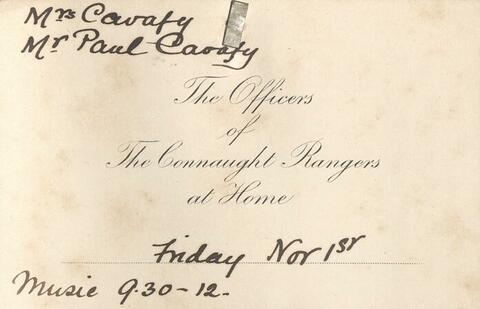 Mrs Cavafy
Mr Paul Cavafy
The Officers
of
The Connaught Rangers
at Home
Friday Nov 1st
Music 9.30-12.